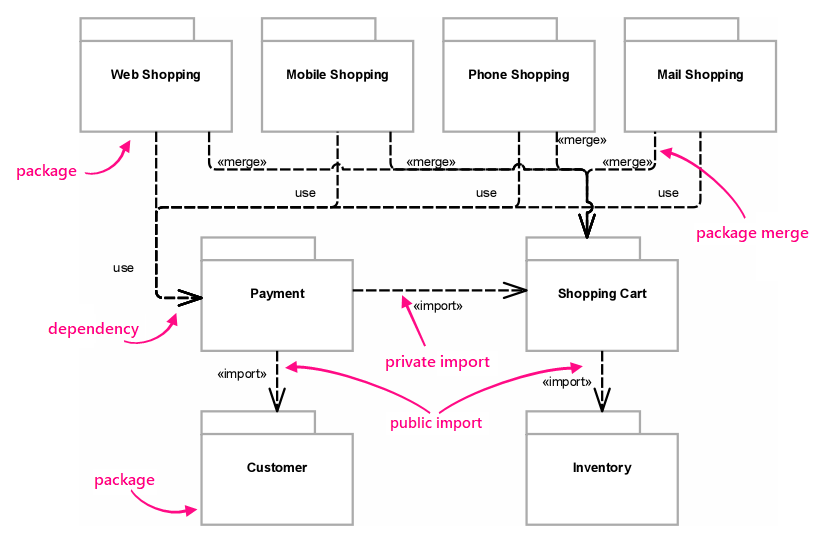 Web Shopping
Mobile Shopping
Phone Shopping
Mail Shopping
«merge»
«merge»
«merge»
«merge»
package
use
use
use
package merge
use
Payment
Shopping Cart
«import»
dependency
private import
«import»
«import»
public import
Customer
Inventory
package